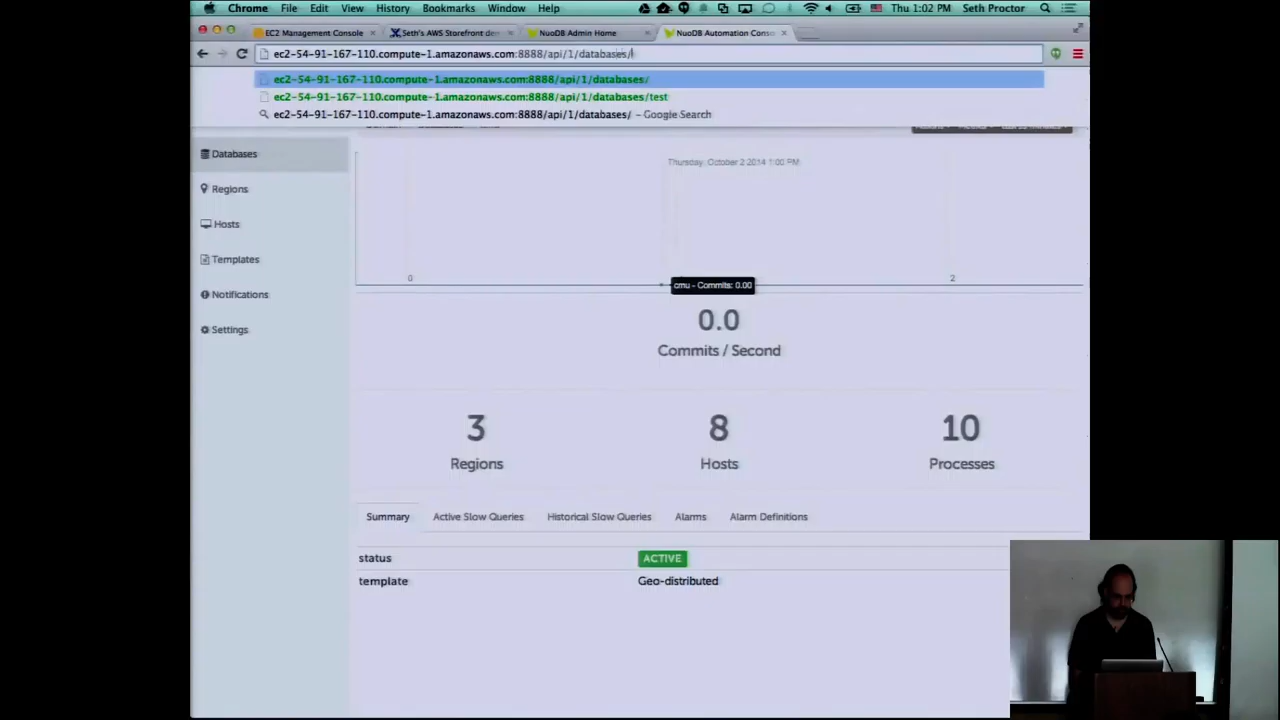 Chrome File Edit View History Bookmarks Window Help Thu 1:02 PM Seth Proctor
EC2 Management Console Seth's AWS Storefront dem NuoDB Admin Home NuoDB Automation Conso
ec2-54-91-167-110.compute-1.amazonaws.com:8888/api/1/databases/
ec2-54-91-167-110.compute-1.amazonaws.com:8888/api/1/databases/
ec2-54-91-167-110.compute-1.amazonaws.com:8888/api/1/databases/test
ec2-54-91-167-110.compute-1.amazonaws.com:8888/api/1/databases/ - Google Search
Databases
Regions
Hosts
Templates
Notifications
Settings
Thursday, October 2 2014 1:00 PM
0 2
cmu - Commits: 0.00
0.0
Commits / Second
3 8 10
Regions Hosts Processes
Summary Active Slow Queries Historical Slow Queries Alarms Alarm Definitions
status ACTIVE
template Geo-distributed